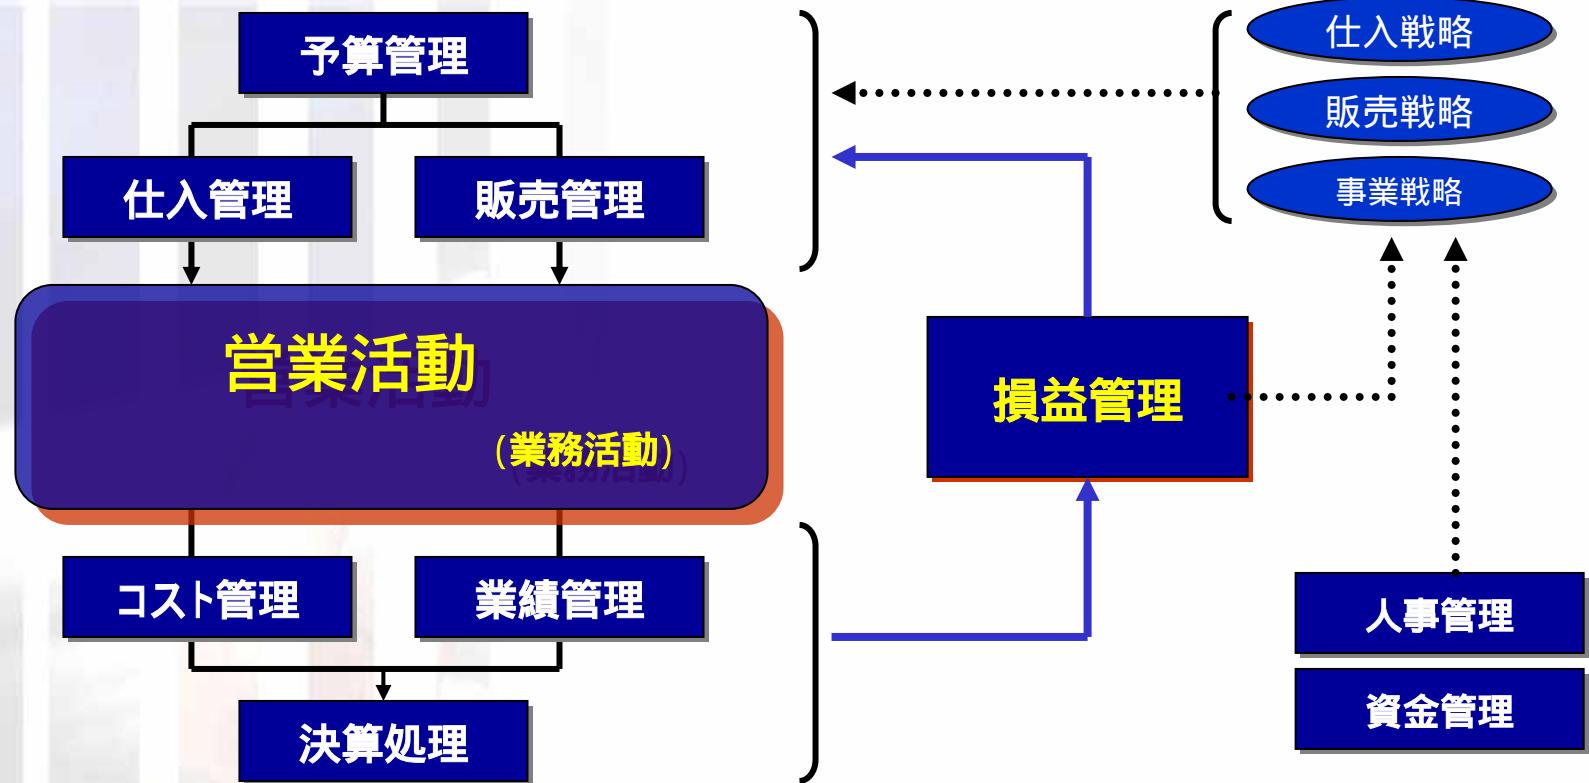 予算管理
仕入管理
販売管理
営業活動
(業務活動)
コスト管理
業績管理
決算処理
損益管理
仕入戦略
販売戦略
事業戦略
人事管理
資金管理